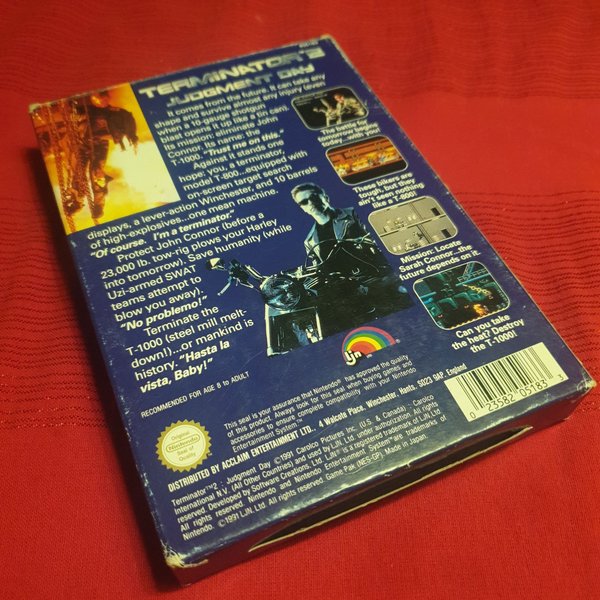 TERMINATOR 2
JUDGMENT DAY
It comes from the future. It can take any
shape and survive almost any injury (even
when a 10-gauge shotgun
blast opens it up like a tin can).
Its mission: eliminate John
Connor. Its name: the
T-1000. "Trust me on this."
Against it stands one
hope: you, a terminator
model T-800...equipped with
on-screen target search
displays, a lever-action Winchester, and 10 barrels
of high-explosives...one mean machine.
"Of course. I'm a terminator."
Protect John Connor (before a
23,000 lb. tow-rig plows your Harley
into tomorrow). Save humanity (while
Uzi-armed SWAT
teams attempt to
blow you away).
"No problemo!"
Terminate the
T-1000 (steel mill melt-
down!)...or mankind is
history. "Hasta la
vista, Baby!"
The battle for
tomorrow begins
today...with you!
These bikers are
tough, but they
ain't seen nothing
like a T-800!
Mission: Locate
Sarah Connor...the
future depends on it.
Can you take
the heat? Destroy
the T-1000!
LJN
RECOMMENDED FOR AGE 8 to ADULT
Original
Nintendo
Seal of
Quality
This seal is your assurance that Nintendo® has approved the quality
of this product. Always look for this seal when buying games and
accessories to ensure complete compatibility with your Nintendo
Entertainment System.™
DISTRIBUTED BY ACCLAIM ENTERTAINMENT LTD., 4 Walcote Place, Winchester, Hants, SO23 9AP, England
Terminator™2 : Judgment Day ©1991 Carolco Pictures Inc. (U.S. & Canada) . Carolco
International N.V. (All Other Countries) and used by LJN Ltd. under authorization. All rights
reserved. Developed by Software Creations, Ltd. LJN® is a registered trademark of LJN, Ltd.
All rights reserved. Nintendo and Nintendo Entertainment System™ are trademarks of
Nintendo. ©1991 LJN, Ltd. All rights reserved. Game Pak (NES-GP) Made in Japan.
0 23582 05183